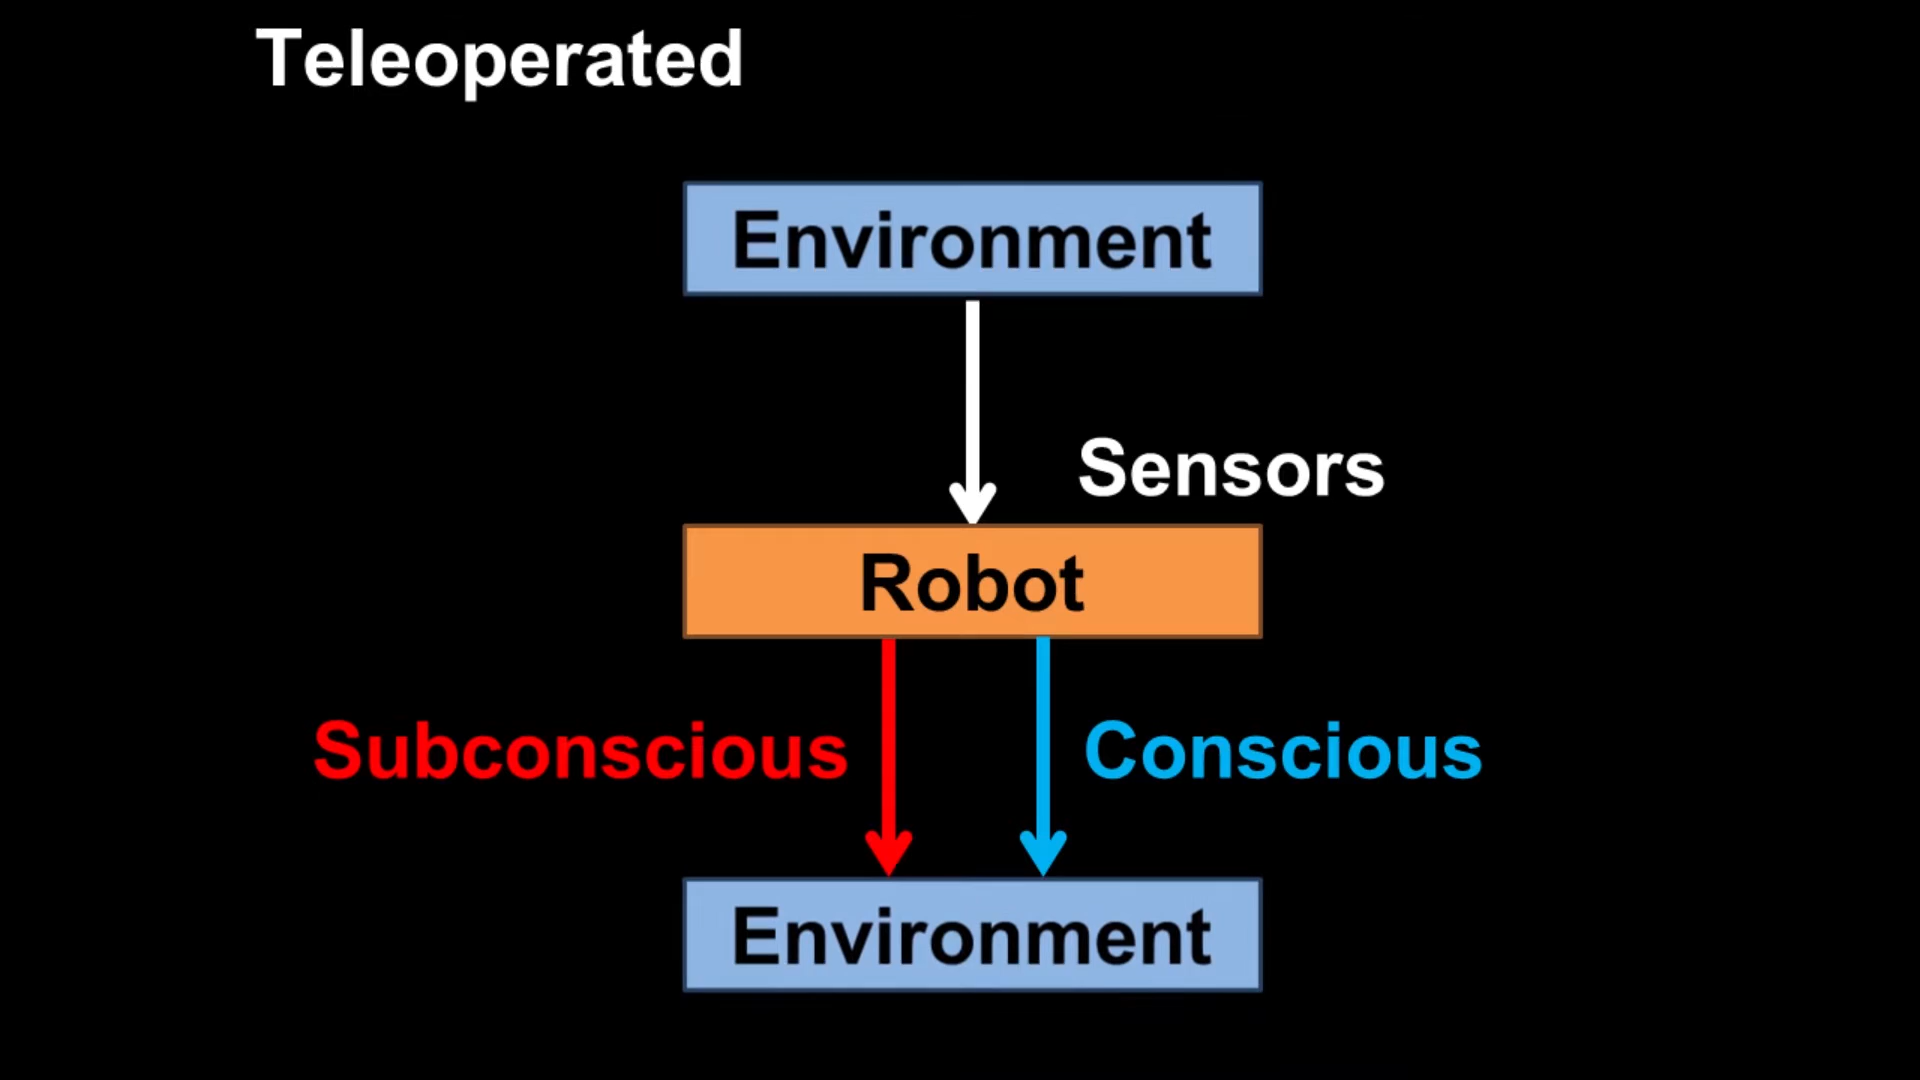 Teleoperated
Environment
Sensors
Robot
Subconscious
Conscious
Environment